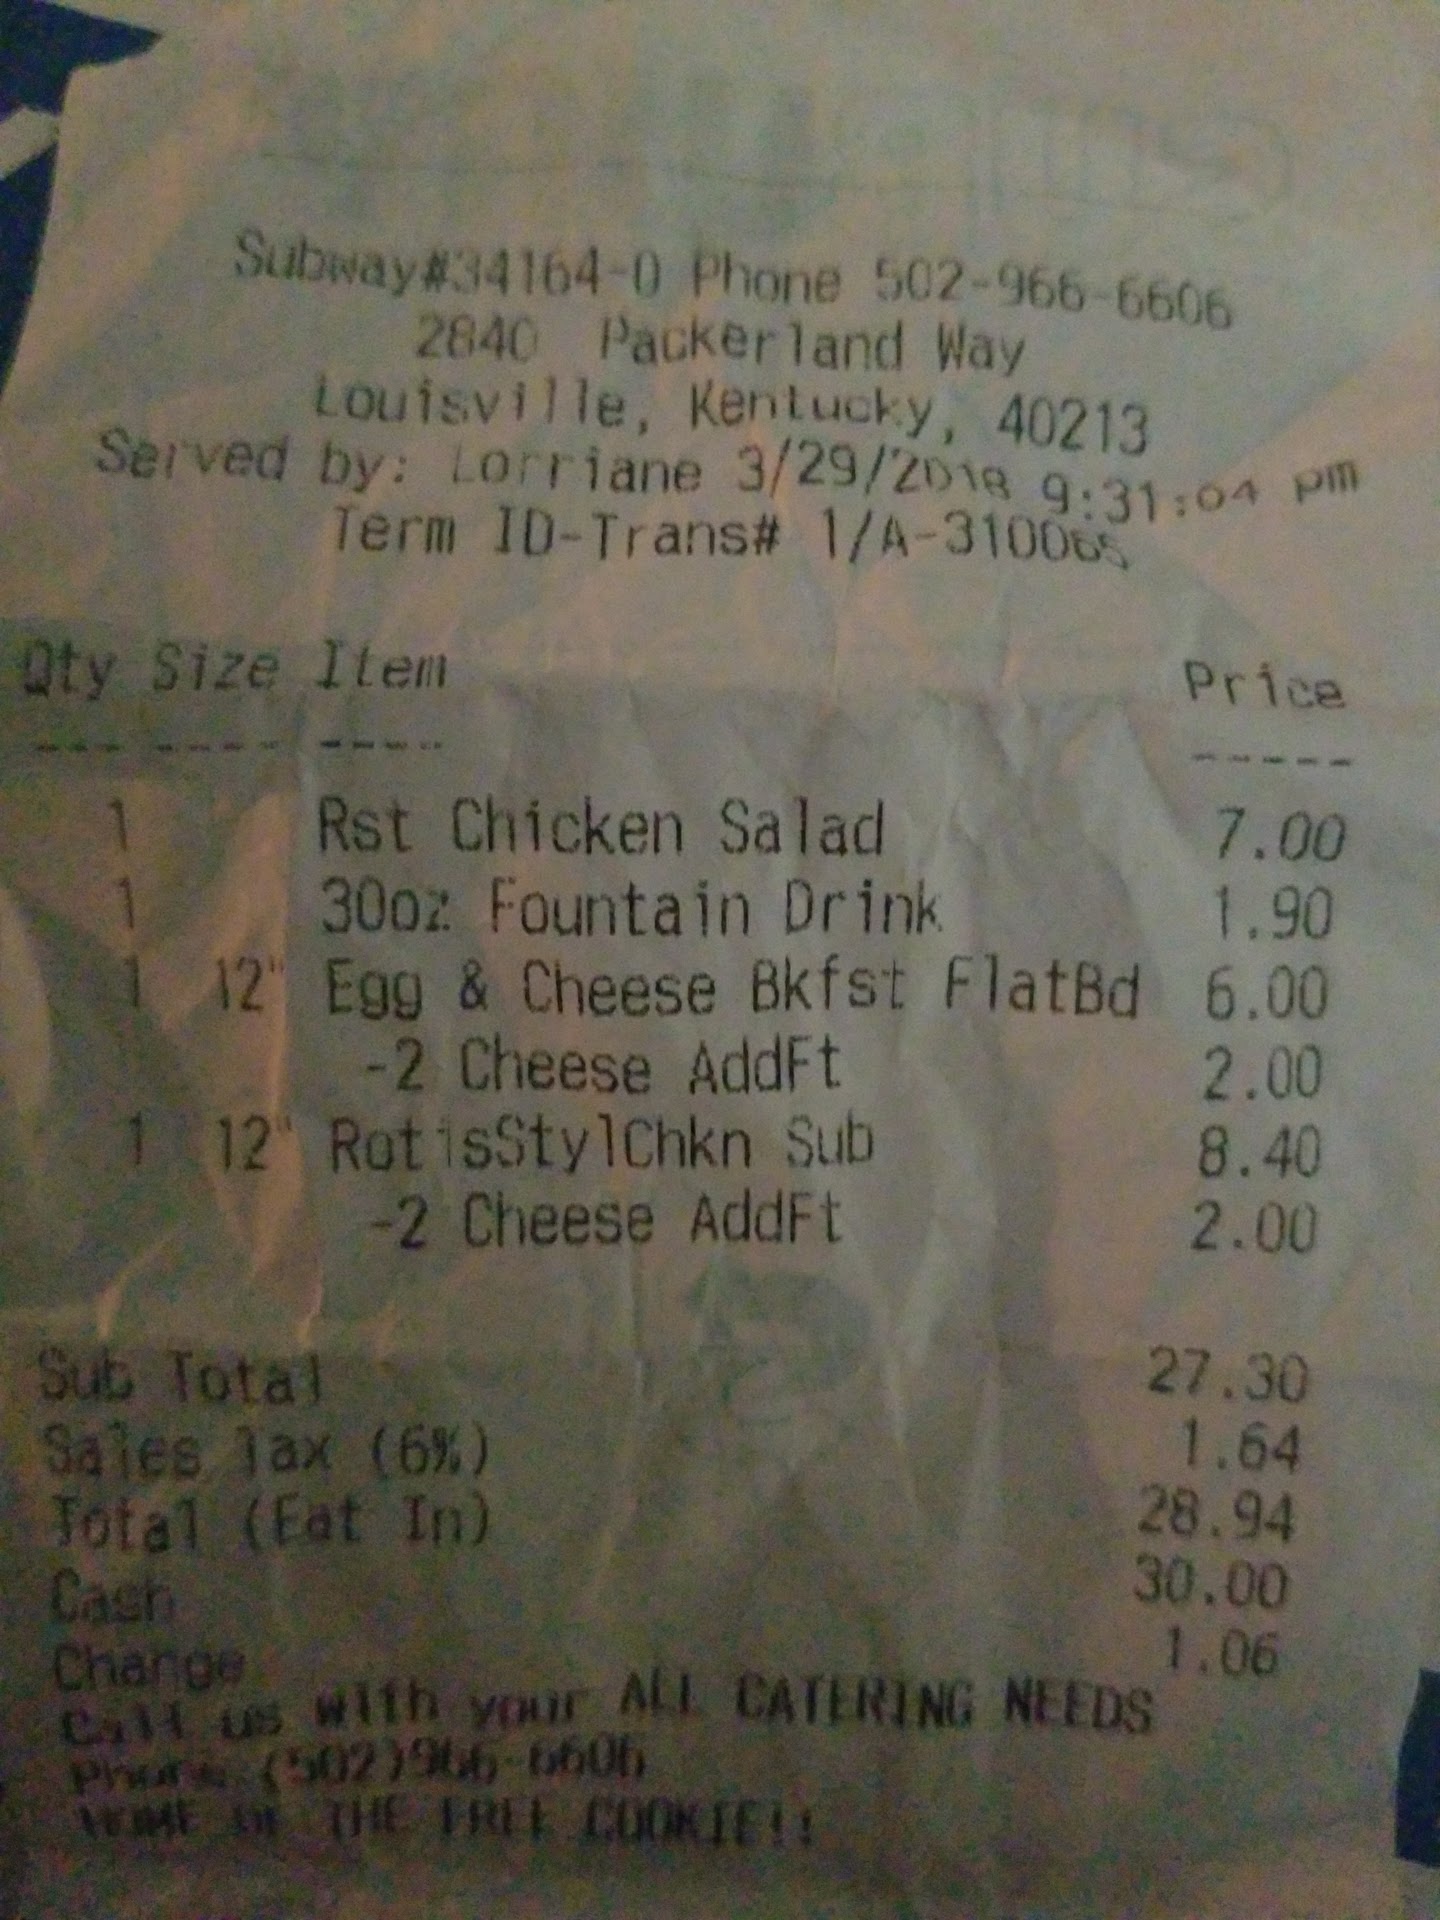 Subway#34164-0 Phone 502-966-6606
2840 Packerland Way
Louisville, Kentucky, 40213
Served by: Lorriane 3/29/2018 9:31:04 pm
Term ID-Trans# 1/A-310065
Qty Size Item Price
--- ---- ---- -----
1 Rst Chicken Salad 7.00
1 30oz Fountain Drink 1.90
1 12" Egg & Cheese Bkfst FlatBd 6.00
-2 Cheese AddFt 2.00
1 12" RotisStylChkn Sub 8.40
-2 Cheese AddFt 2.00
Sub Total 27.30
Sales Tax (6%) 1.64
Total (Eat In) 28.94
Cash 30.00
Change 1.06
Call us with your ALL CATERING NEEDS
Phone (502)966-6606
HOME OF THE FREE COOKIE!!